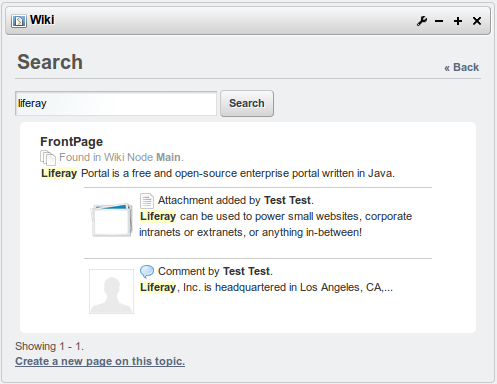 Wiki
Search
« Back
liferay
Search
FrontPage
Found in Wiki Node Main.
Liferay Portal is a free and open-source enterprise portal written in Java.
Attachment added by Test Test.
Liferay can be used to power small websites, corporate
intranets or extranets, or anything in-between!
Comment by Test Test.
Liferay, Inc. is headquartered in Los Angeles, CA,...
Showing 1 - 1.
Create a new page on this topic.